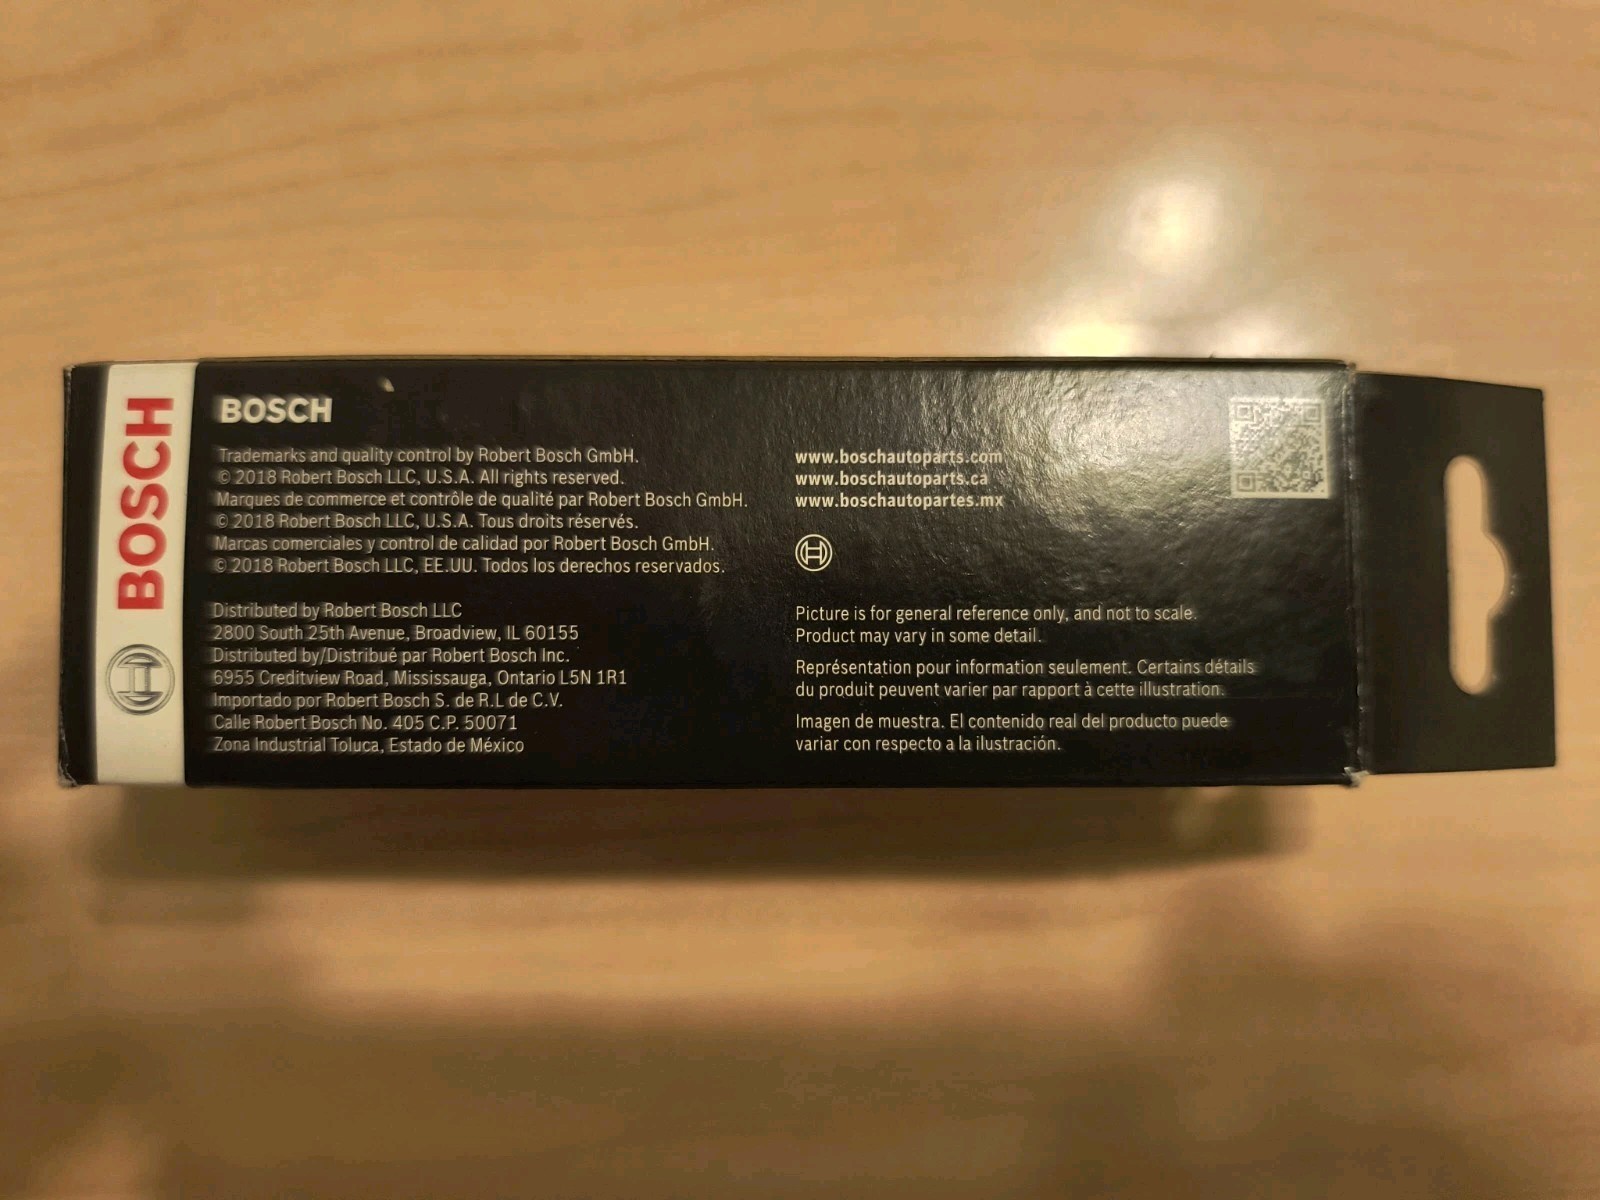 BOSCH
BOSCH
Trademarks and quality control by Robert Bosch GmbH.
© 2018 Robert Bosch LLC, U.S.A. All rights reserved.
Marques de commerce et contrôle de qualité par Robert Bosch GmbH.
© 2018 Robert Bosch LLC, U.S.A. Tous droits réservés.
Marcas comerciales y control de calidad por Robert Bosch GmbH.
© 2018 Robert Bosch LLC, EE.UU. Todos los derechos reservados.
Distributed by Robert Bosch LLC
2800 South 25th Avenue, Broadview, IL 60155
Distributed by/Distribué par Robert Bosch Inc.
6955 Creditview Road, Mississauga, Ontario L5N 1R1
Importado por Robert Bosch S. de R.L de C.V.
Calle Robert Bosch No. 405 C.P. 50071
Zona Industrial Toluca, Estado de México
www.boschautoparts.com
www.boschautoparts.ca
www.boschautopartes.mx
Picture is for general reference only, and not to scale.
Product may vary in some detail.
Représentation pour information seulement. Certains détails
du produit peuvent varier par rapport à cette illustration.
Imagen de muestra. El contenido real del producto puede
variar con respecto a la ilustración.